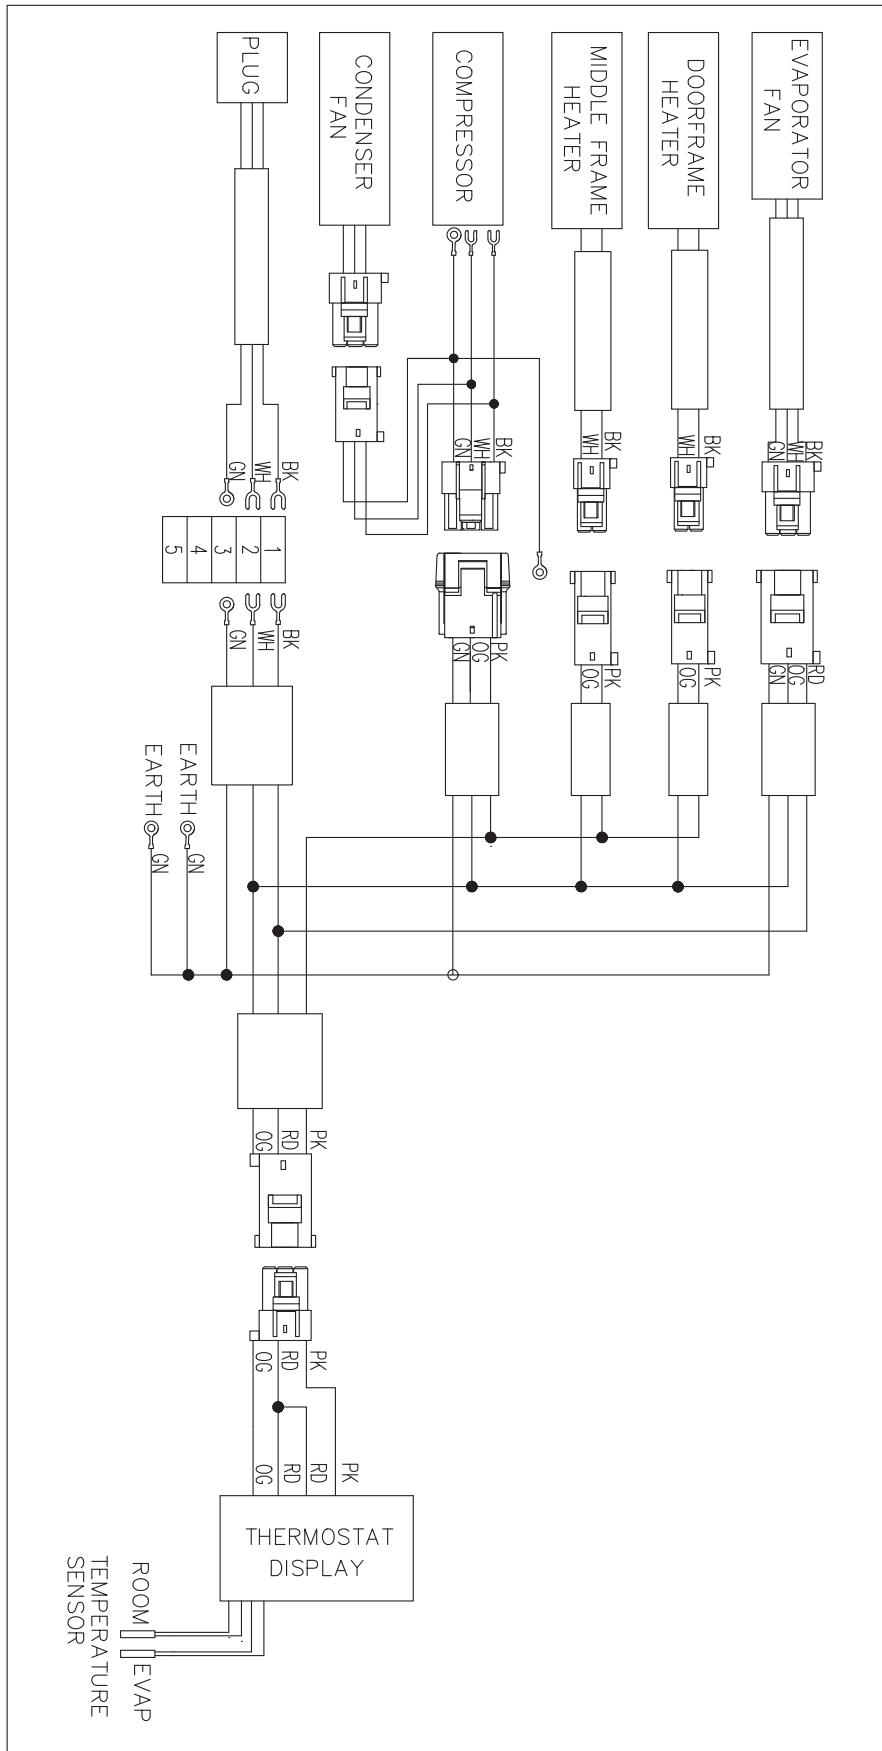 PLUG
CONDENSER
FAN
COMPRESSOR
MIDDLE FRAME
HEATER
DOORFRAME
HEATER
EVAPORATOR
FAN
GN
WH
BK
GN
WH
BK
WH
BK
WH
BK
GN
WH
BK
5
4
3
2
1
GN
WH
BK
GN
OG
PK
OG
PK
OG
PK
GN
OG
RD
EARTH
EARTH
GN
GN
OG
RD
PK
OG
RD
PK
OG
RD
RD
PK
THERMOSTAT
DISPLAY
ROOM
EVAP
TEMPERATURE
SENSOR